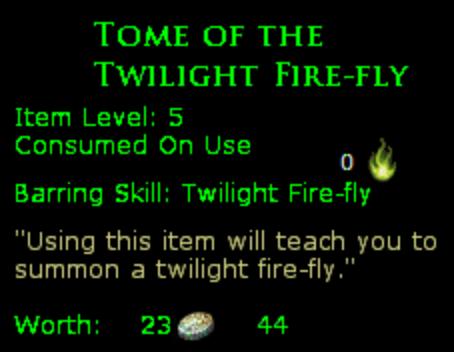 Tome of the
Twilight Fire-fly
Item Level: 5
Consumed On Use
0
Barring Skill: Twilight Fire-fly
"Using this item will teach you to
summon a twilight fire-fly."
Worth: 23 44